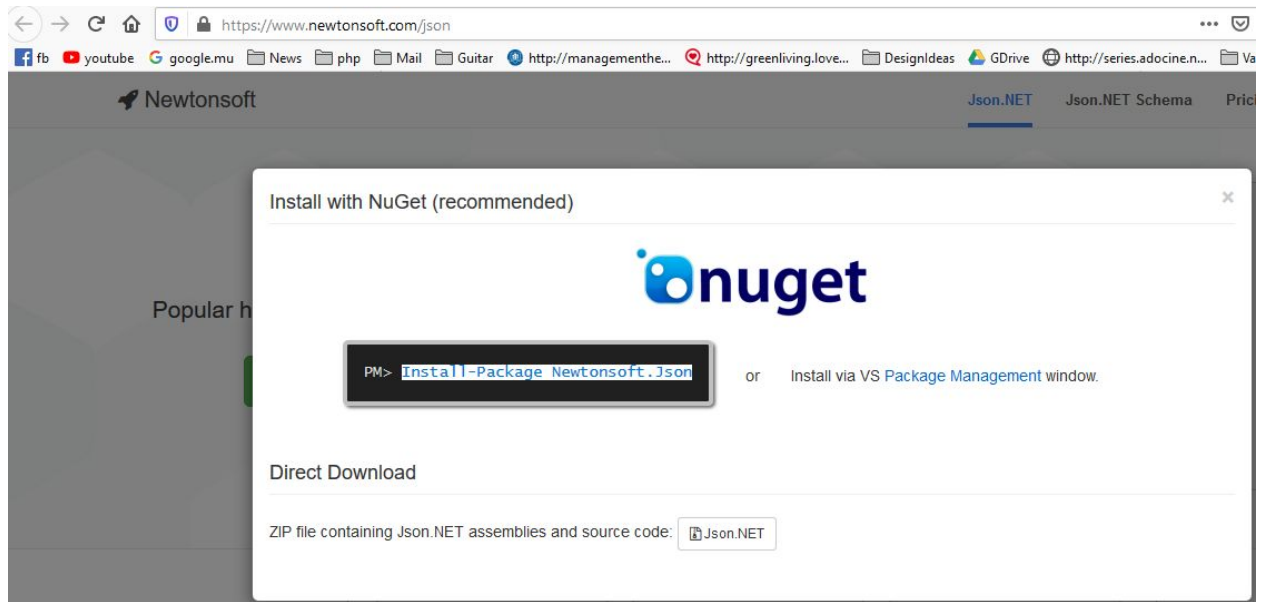 https://www.newtonsoft.com/json
fb youtube google.mu News php Mail Guitar http://managementhe... http://greenliving.love... DesignIdeas GDrive http://series.adocine.n... Va
Newtonsoft Json.NET Json.NET Schema Prici
Install with NuGet (recommended) ×
nuget
Popular h
PM> Install-Package Newtonsoft.Json or Install via VS Package Management window.
Direct Download
ZIP file containing Json.NET assemblies and source code: Json.NET